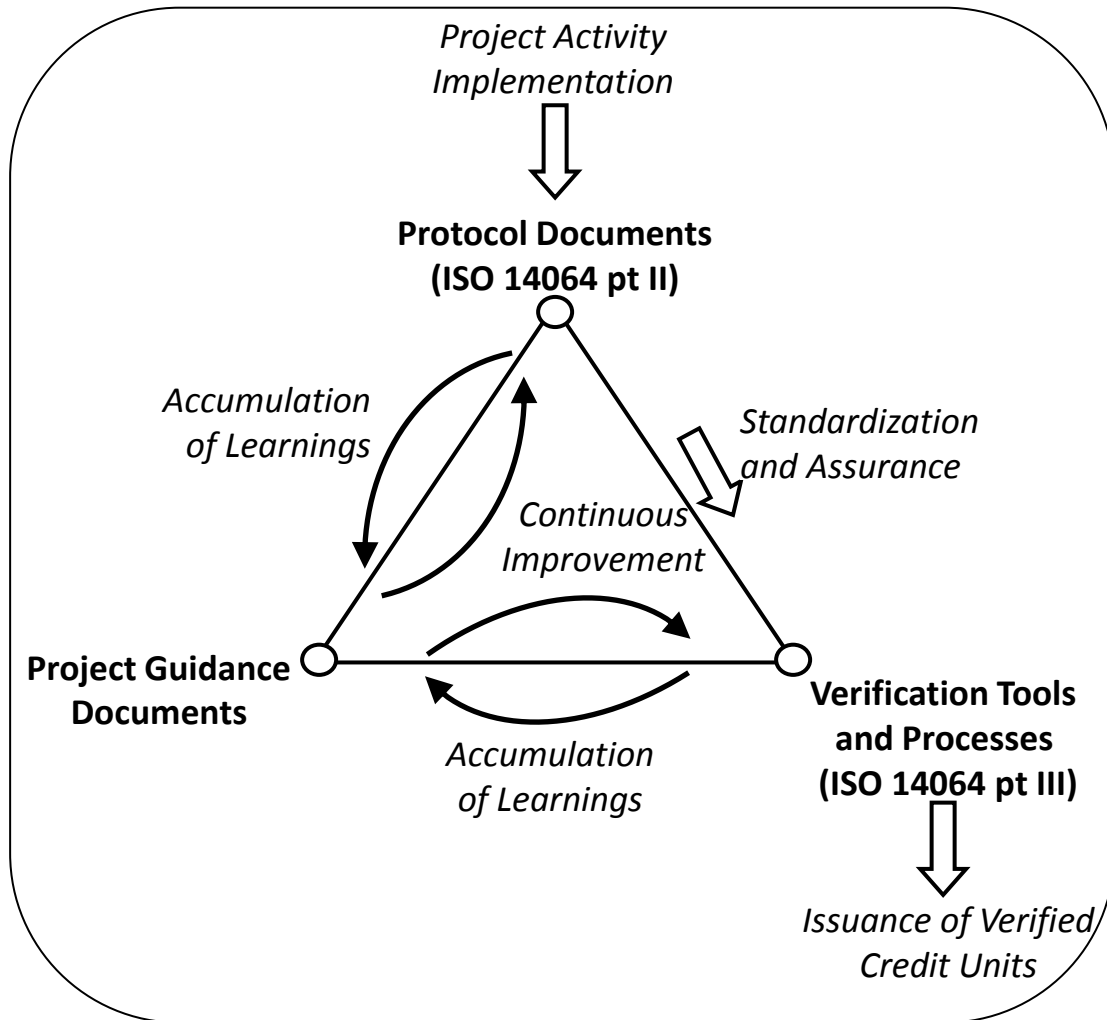 Project Activity
Implementation
Protocol Documents
(ISO 14064 pt II)
Accumulation
of Learnings
Standardization
and Assurance
Continuous
Improvement
Project Guidance
Documents
Verification Tools
and Processes
(ISO 14064 pt III)
Accumulation
of Learnings
Issuance of Verified
Credit Units